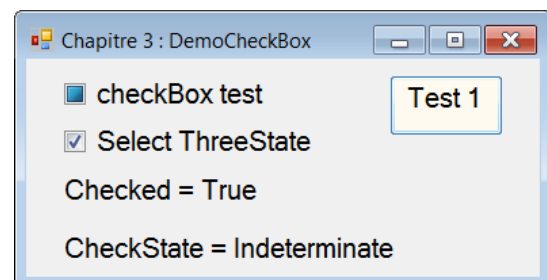 Chapitre 3 : DemoCheckBox
checkBox test
Test 1
Select ThreeState
Checked = True
CheckState = Indeterminate